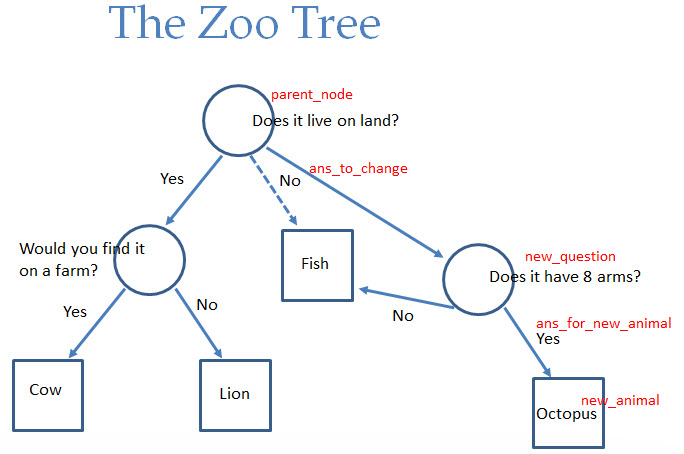 The Zoo Tree
parent_node
Does it live on land?
ans_to_change
Yes
No
Would you find it
on a farm?
Fish
new_question
Does it have 8 arms?
Yes
No
No
ans_for_new_animal
Yes
Cow
Lion
new_animal
Octopus